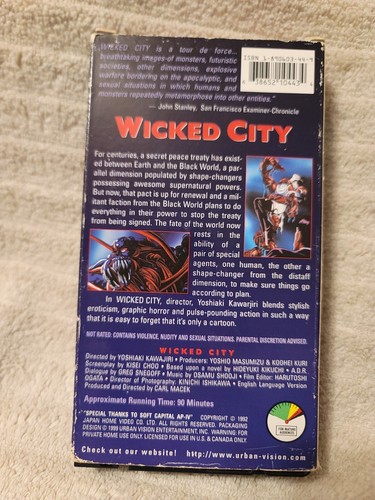 "WICKED CITY is a tour de force...
breathtaking images of monsters, futuristic
societies, other dimensions, explosive
warfare bordering on the apocalyptic, and
sexual situations in which humans and
monsters repeatedly metamorphose into other entities."
— John Stanley, San Francisco Examiner-Chronicle
ISBN 1-890603-44-9
38652 10443
WICKED CITY
For centuries, a secret peace treaty has exist-
ed between Earth and the Black World, a par-
allel dimension populated by shape-changers
possessing awesome supernatural powers.
But now, that pact is up for renewal and a mil-
itant faction from the Black World plans to do
everything in their power to stop the treaty
from being signed. The fate of the world now
rests in the
ability of a
pair of special
agents, one human, the other a
shape-changer from the distaff
dimension, to make sure things go
according to plan.
In WICKED CITY, director, Yoshiaki Kawarjiri blends stylish
eroticism, graphic horror and pulse-pounding action in such a way
that it is easy to forget that it's only a cartoon.
NOT RATED: CONTAINS VIOLENCE, NUDITY AND SEXUAL SITUATIONS. PARENTAL DISCRETION ADVISED.
WICKED CITY
Directed by YOSHIAKI KAWAJIRI • Producers: YOSHIO MASUMIZU & KOOHEI KURI
Screenplay by KISEI CHOO • Based upon a novel by HIDEYUKI KIKUCHI • A.D.R.
Dialogue by GREG SNEGOFF • Music by OSAMU SHOOJI • Film Editor: HARUTOSHI
OGATA • Director of Photography: KINICHI ISHIKAWA • English Language Version
Produced and Directed by CARL MACEK
Approximate Running Time: 90 Minutes
"SPECIAL THANKS TO SOFT CAPITAL AP-IV" COPYRIGHT © 1992
JAPAN HOME VIDEO CO. LTD. ALL RIGHTS RESERVED. PACKAGING
DESIGN © 1999 URBAN VISION ENTERTAINMENT, INC. WARNING: FOR
PRIVATE HOME USE ONLY. LICENSED FOR USE IN U.S. & CANADA ONLY.
FOR MATURE
AUDIENCES
Check out our website! http://www.urban-vision.com